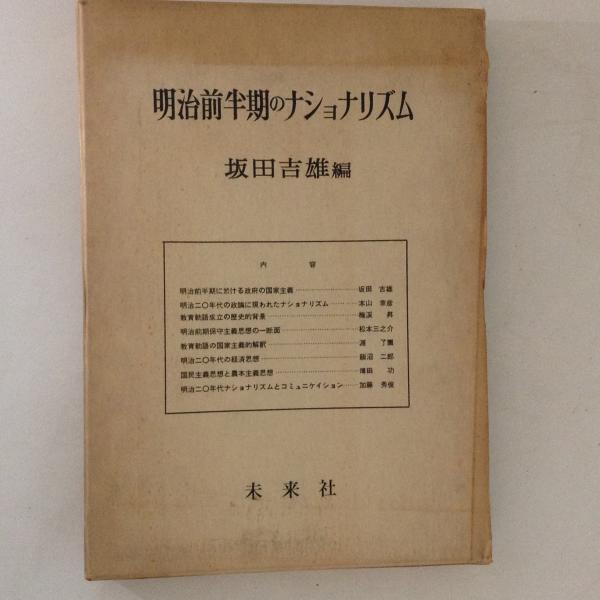 明治前半期のナショナリズム
坂田吉雄編
内容
明治前半期に於ける政府の国家主義……坂田 吉雄
明治二〇年代の政論に現われたナショナリズム……本山 幸彦
教育勅語成立の歴史的背景……梅溪 昇
明治前期保守主義思想の一断面……松本三之介
教育勅語の国家主義的解釈……源 了圓
明治二〇年代の経済思想……飯沼 二郎
国民主義思想と農本主義思想……傳田 功
明治二〇年代ナショナリズムとコミュニケイション……加藤 秀俊
未来社